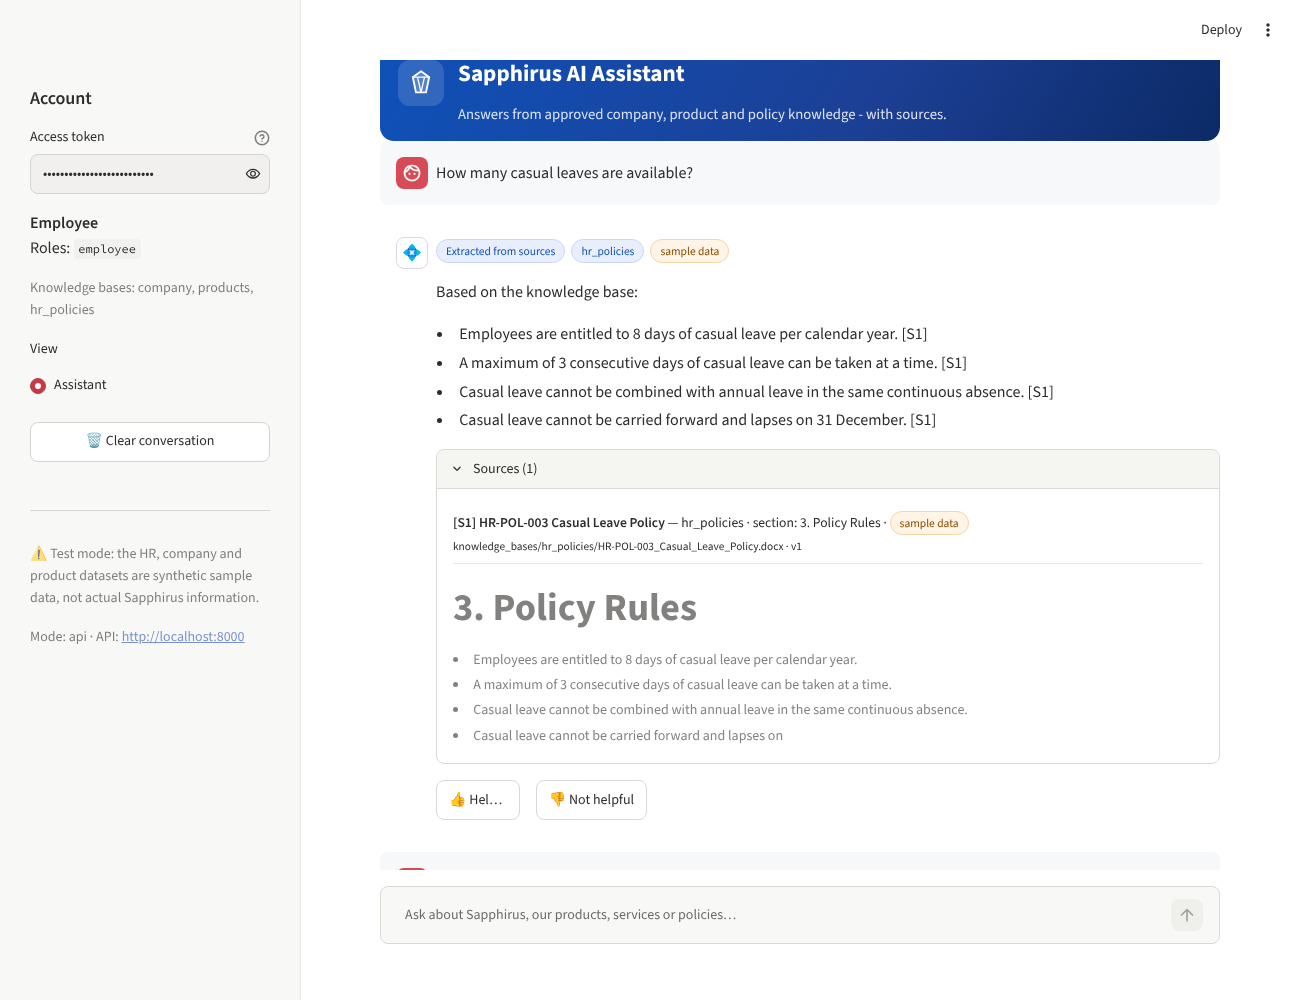 Deploy
Account
Access token
••••••••••••••••••••••••••
Employee
Roles: employee
Knowledge bases: company, products,
hr_policies
View
Assistant
🗑️ Clear conversation
⚠️ Test mode: the HR, company and
product datasets are synthetic sample
data, not actual Sapphirus information.
Mode: api · API: http://localhost:8000
Sapphirus AI Assistant
Answers from approved company, product and policy knowledge - with sources.
How many casual leaves are available?
Extracted from sources hr_policies sample data
Based on the knowledge base:
• Employees are entitled to 8 days of casual leave per calendar year. [S1]
• A maximum of 3 consecutive days of casual leave can be taken at a time. [S1]
• Casual leave cannot be combined with annual leave in the same continuous absence. [S1]
• Casual leave cannot be carried forward and lapses on 31 December. [S1]
Sources (1)
[S1] HR-POL-003 Casual Leave Policy — hr_policies · section: 3. Policy Rules · sample data
knowledge_bases/hr_policies/HR-POL-003_Casual_Leave_Policy.docx · v1
3. Policy Rules
• Employees are entitled to 8 days of casual leave per calendar year.
• A maximum of 3 consecutive days of casual leave can be taken at a time.
• Casual leave cannot be combined with annual leave in the same continuous absence.
• Casual leave cannot be carried forward and lapses on
👍 Hel…
👎 Not helpful
Ask about Sapphirus, our products, services or policies…